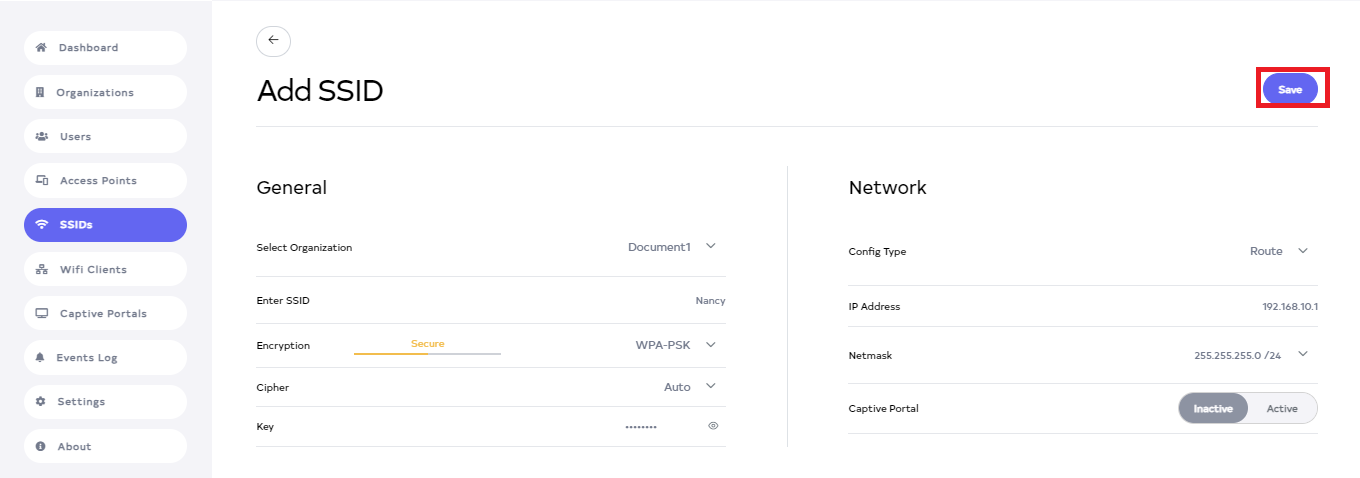 Dashboard
Organizations
Users
Access Points
SSIDs
Wifi Clients
Captive Portals
Events Log
Settings
About
Add SSID
Save
General
Select Organization Document1
Enter SSID Nancy
Encryption Secure WPA-PSK
Cipher Auto
Key ••••••••
Network
Config Type Route
IP Address 192.168.10.1
Netmask 255.255.255.0 /24
Captive Portal Inactive Active